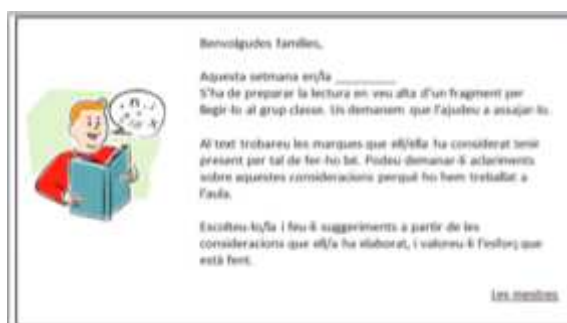 Benvolgudes famílies,
Aquesta setmana en/la ________
S'ha de preparar la lectura en veu alta d'un fragment per
llegir-lo al grup classe. Us demanem que l'ajudeu a assajar-lo.
Al text trobareu les marques que ell/ella ha considerat tenir
present per tal de fer-ho bé. Podeu demanar-li aclariments
sobre aquestes consideracions perquè ho hem treballat a
l'aula.
Escolteu-lo/la i feu-li suggeriments a partir de les
consideracions que ell/a ha elaborat, i valoreu-li l'esforç que
està fent.
Les mestres